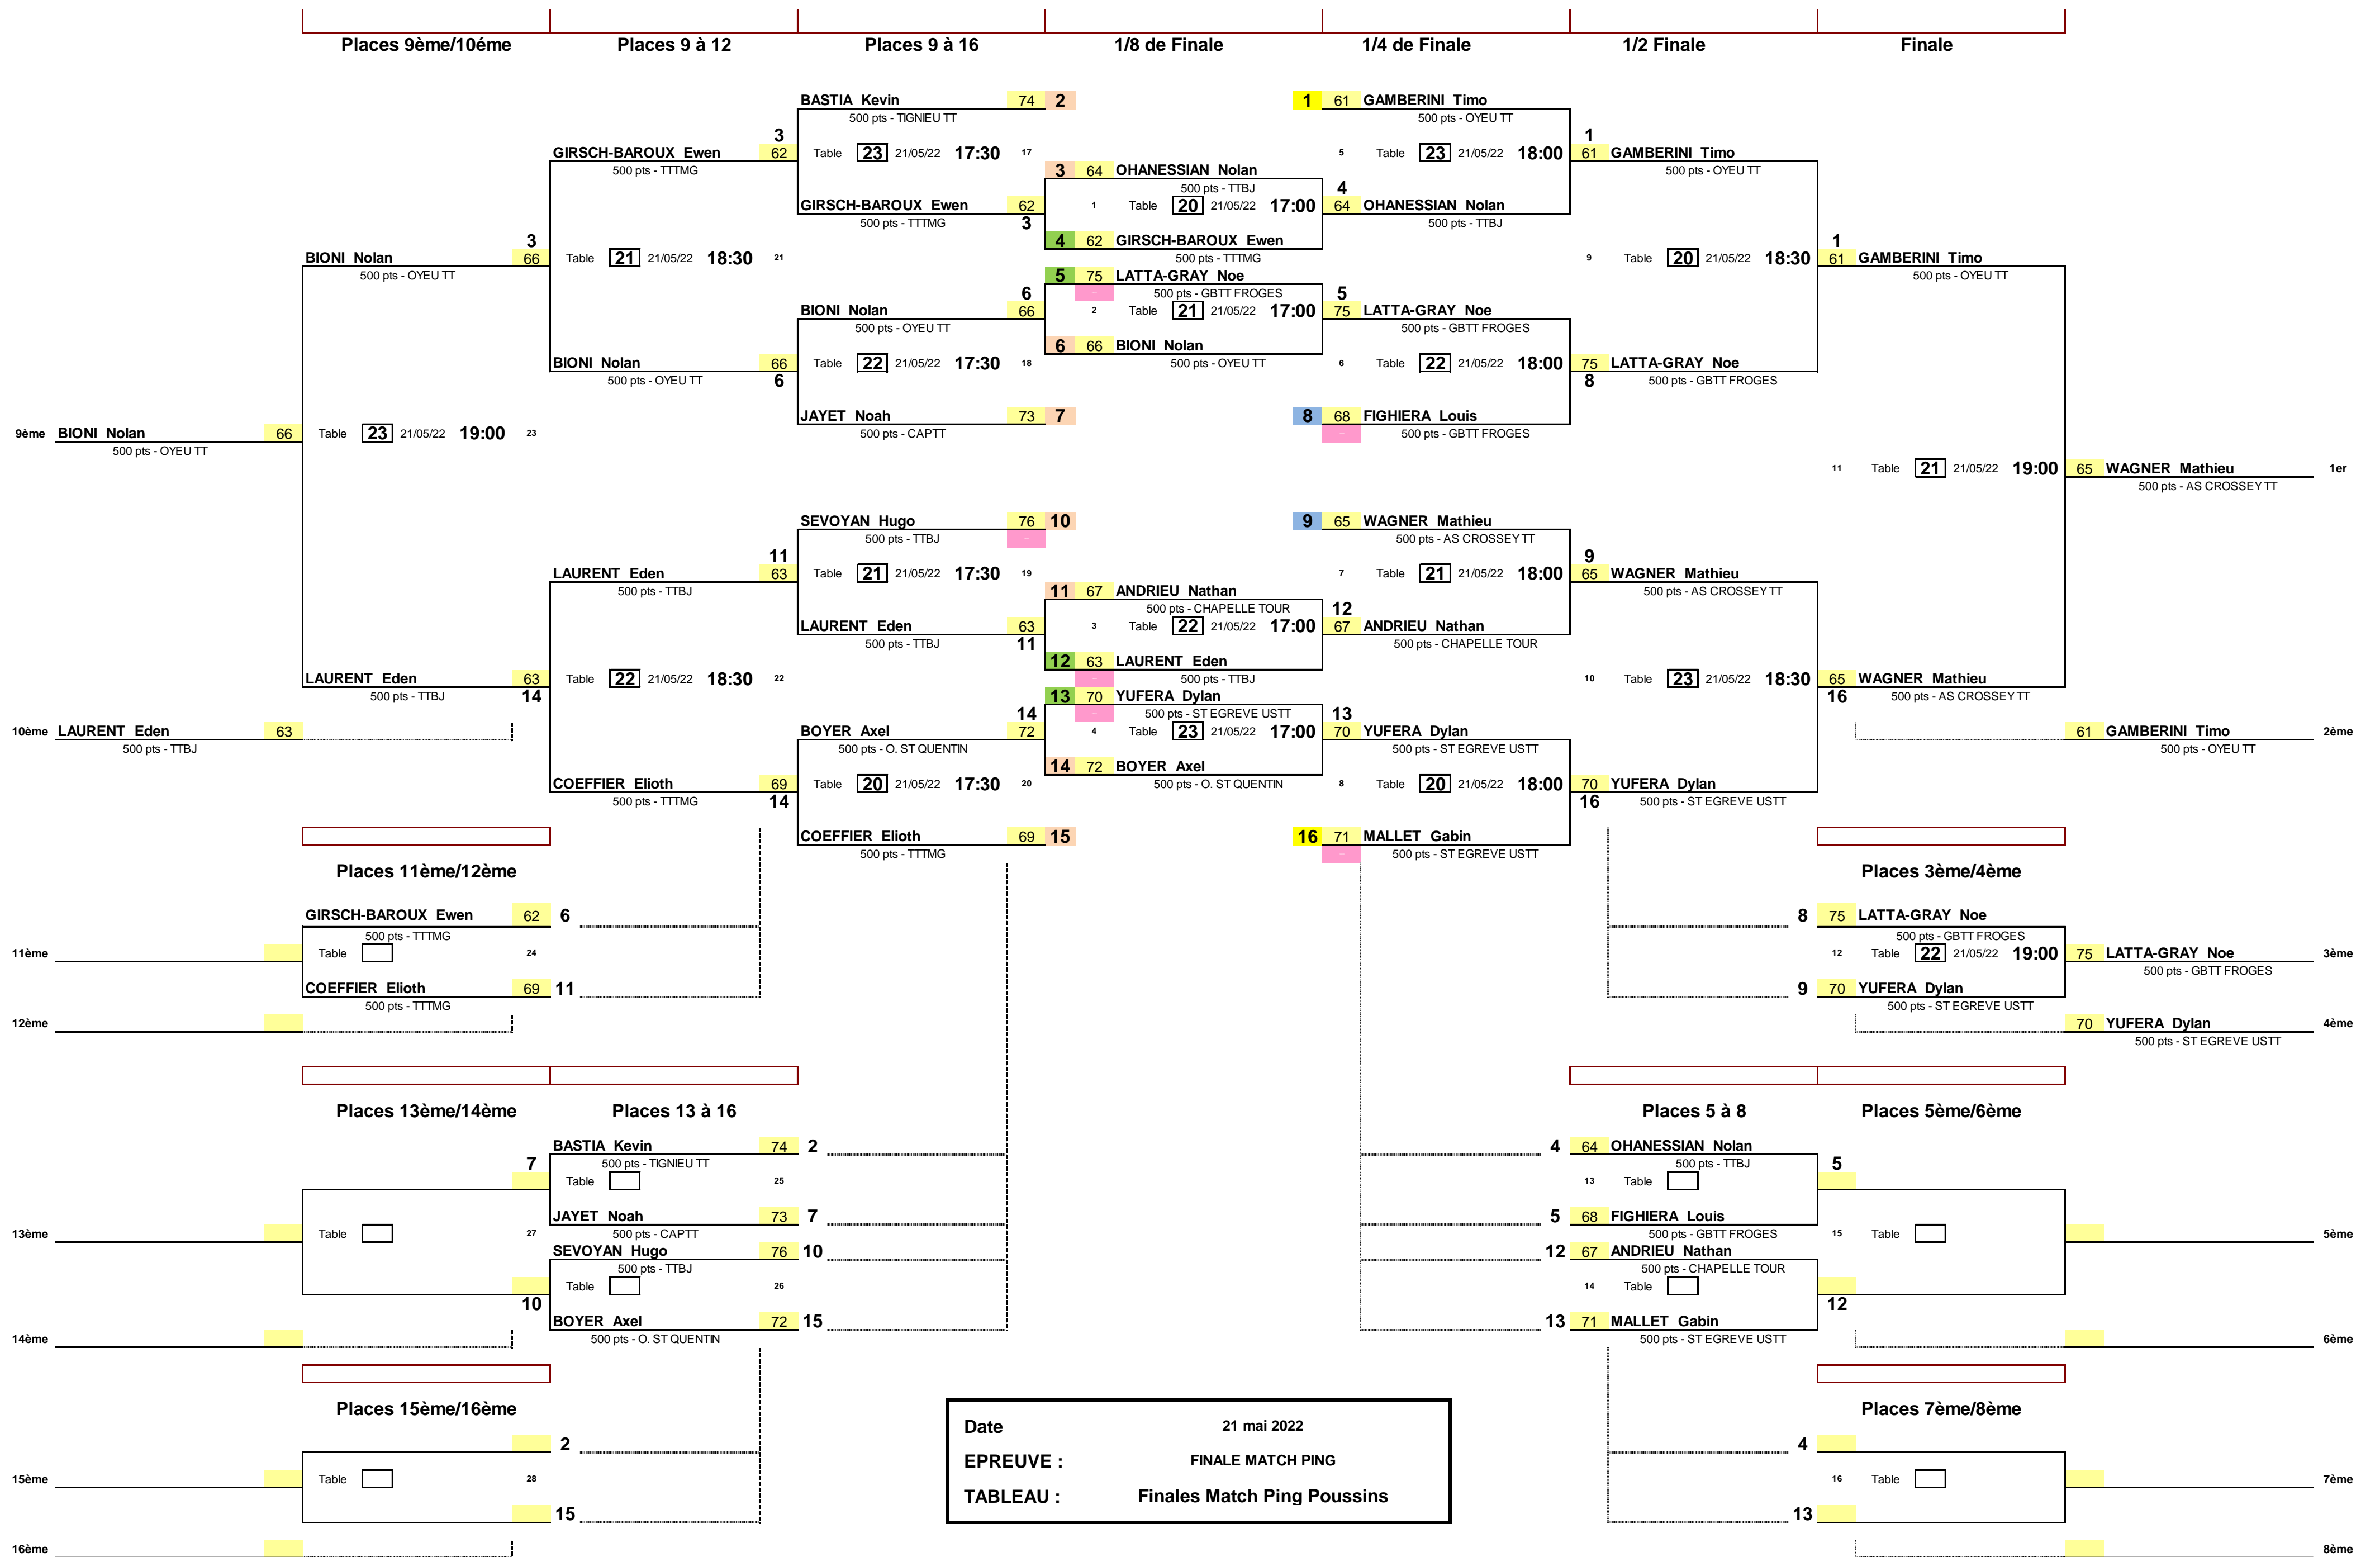 Places 9ème/10éme Places 9 à 12 Places 9 à 16 1/8 de Finale 1/4 de Finale 1/2 Finale Finale
BASTIA Kevin 74 2 1 61 GAMBERINI Timo
500 pts - TIGNIEU TT 500 pts - OYEU TT
3 1
GIRSCH-BAROUX Ewen 62 Table 23 21/05/22 17:30 17 5 Table 23 21/05/22 18:00 61 GAMBERINI Timo
500 pts - TTTMG 3 64 OHANESSIAN Nolan 500 pts - OYEU TT
500 pts - TTBJ 4
GIRSCH-BAROUX Ewen 62 1 Table 20 21/05/22 17:00 64 OHANESSIAN Nolan
500 pts - TTTMG 3 500 pts - TTBJ
3 4 62 GIRSCH-BAROUX Ewen 1
BIONI Nolan 66 Table 21 21/05/22 18:30 21 500 pts - TTTMG 9 Table 20 21/05/22 18:30 61 GAMBERINI Timo
500 pts - OYEU TT 5 75 LATTA-GRAY Noe 500 pts - OYEU TT
6 500 pts - GBTT FROGES 5
BIONI Nolan 66 2 Table 21 21/05/22 17:00 75 LATTA-GRAY Noe
500 pts - OYEU TT 500 pts - GBTT FROGES
6 66 BIONI Nolan
BIONI Nolan 66 Table 22 21/05/22 17:30 18 500 pts - OYEU TT 6 Table 22 21/05/22 18:00 75 LATTA-GRAY Noe
500 pts - OYEU TT 6 8 500 pts - GBTT FROGES
JAYET Noah 73 7 8 68 FIGHIERA Louis
9ème BIONI Nolan 66 Table 23 21/05/22 19:00 23 500 pts - CAPTT 500 pts - GBTT FROGES
500 pts - OYEU TT
11 Table 21 21/05/22 19:00 65 WAGNER Mathieu 1er
500 pts - AS CROSSEY TT
SEVOYAN Hugo 76 10 9 65 WAGNER Mathieu
500 pts - TTBJ 500 pts - AS CROSSEY TT
11 9
LAURENT Eden 63 Table 21 21/05/22 17:30 19 7 Table 21 21/05/22 18:00 65 WAGNER Mathieu
500 pts - TTBJ 11 67 ANDRIEU Nathan 500 pts - AS CROSSEY TT
500 pts - CHAPELLE TOUR 12
LAURENT Eden 63 3 Table 22 21/05/22 17:00 67 ANDRIEU Nathan
500 pts - TTBJ 11 500 pts - CHAPELLE TOUR
12 63 LAURENT Eden
LAURENT Eden 63 Table 22 21/05/22 18:30 22 500 pts - TTBJ 10 Table 23 21/05/22 18:30 65 WAGNER Mathieu
500 pts - TTBJ 14 13 70 YUFERA Dylan 16 500 pts - AS CROSSEY TT
14 500 pts - ST EGREVE USTT 13
10ème LAURENT Eden 63 BOYER Axel 72 4 Table 23 21/05/22 17:00 70 YUFERA Dylan 61 GAMBERINI Timo 2ème
500 pts - TTBJ 500 pts - O. ST QUENTIN 500 pts - ST EGREVE USTT 500 pts - OYEU TT
14 72 BOYER Axel
COEFFIER Elioth 69 Table 20 21/05/22 17:30 20 500 pts - O. ST QUENTIN 8 Table 20 21/05/22 18:00 70 YUFERA Dylan
500 pts - TTTMG 14 16 500 pts - ST EGREVE USTT
COEFFIER Elioth 69 15 16 71 MALLET Gabin
500 pts - TTTMG 500 pts - ST EGREVE USTT
Places 11ème/12ème Places 3ème/4ème
GIRSCH-BAROUX Ewen 62 6 8 75 LATTA-GRAY Noe
500 pts - TTTMG 500 pts - GBTT FROGES
11ème Table 24 12 Table 22 21/05/22 19:00 75 LATTA-GRAY Noe 3ème
500 pts - GBTT FROGES
COEFFIER Elioth 69 11 9 70 YUFERA Dylan
500 pts - TTTMG 500 pts - ST EGREVE USTT
12ème 70 YUFERA Dylan 4ème
500 pts - ST EGREVE USTT
Places 13ème/14ème Places 13 à 16 Places 5 à 8 Places 5ème/6ème
BASTIA Kevin 74 2 4 64 OHANESSIAN Nolan
7 500 pts - TIGNIEU TT 500 pts - TTBJ 5
Table 25 13 Table
JAYET Noah 73 7 5 68 FIGHIERA Louis
13ème Table 27 500 pts - CAPTT 500 pts - GBTT FROGES 15 Table 5ème
SEVOYAN Hugo 76 10 12 67 ANDRIEU Nathan
500 pts - TTBJ 500 pts - CHAPELLE TOUR
Table 26 14 Table
10 12
BOYER Axel 72 15 13 71 MALLET Gabin
14ème 500 pts - O. ST QUENTIN 500 pts - ST EGREVE USTT 6ème
Places 15ème/16ème Places 7ème/8ème
Date 21 mai 2022
2 4
EPREUVE : FINALE MATCH PING
15ème Table 28 16 Table 7ème
TABLEAU : Finales Match Ping Poussins
15 13
16ème 8ème